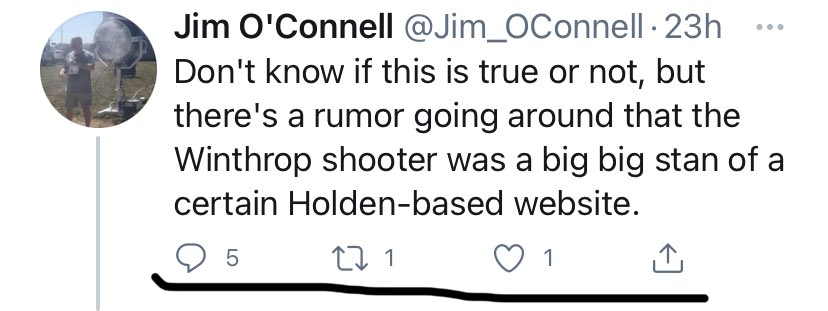 Jim O'Connell @Jim_OConnell · 23h
Don't know if this is true or not, but
there's a rumor going around that the
Winthrop shooter was a big big stan of a
certain Holden-based website.
5 1 1